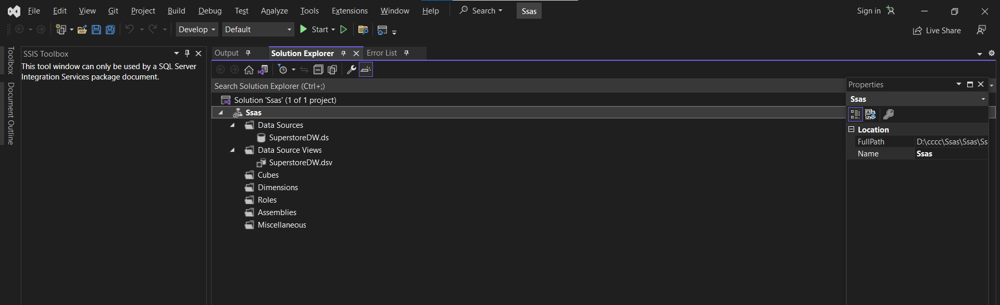 File Edit View Git Project Build Debug Test Analyze Tools Extensions Window Help Search Ssas Sign in
Develop Default Start Live Share
Toolbox
Document Outline
SSIS Toolbox
This tool window can only be used by a SQL Server
Integration Services package document.
Output Solution Explorer Error List
Search Solution Explorer (Ctrl+;)
Solution 'Ssas' (1 of 1 project)
Ssas
Data Sources
SuperstoreDW.ds
Data Source Views
SuperstoreDW.dsv
Cubes
Dimensions
Roles
Assemblies
Miscellaneous
Properties
Ssas
Location
FullPath D:\cccc\Ssas\Ssas\Ss
Name Ssas